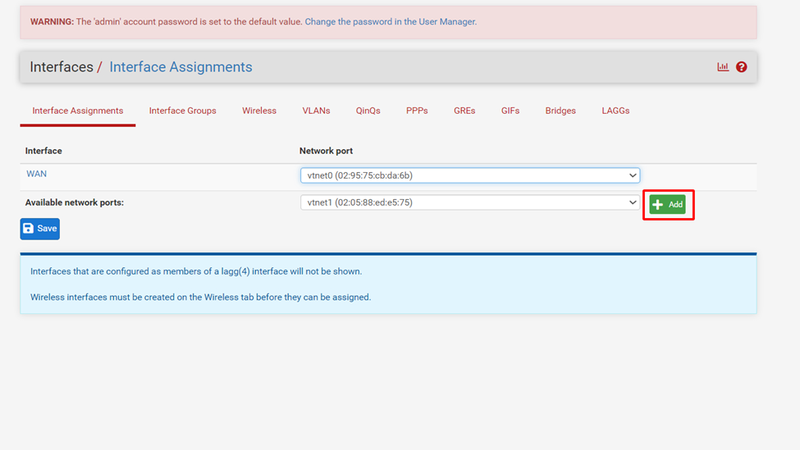 WARNING: The 'admin' account password is set to the default value. Change the password in the User Manager.
Interfaces / Interface Assignments
Interface Assignments Interface Groups Wireless VLANs QinQs PPPs GREs GIFs Bridges LAGGs
Interface Network port
WAN vtnet0 (02:95:75:cb:da:6b)
Available network ports: vtnet1 (02:05:88:ed:e5:75) Add
Save
Interfaces that are configured as members of a lagg(4) interface will not be shown.
Wireless interfaces must be created on the Wireless tab before they can be assigned.